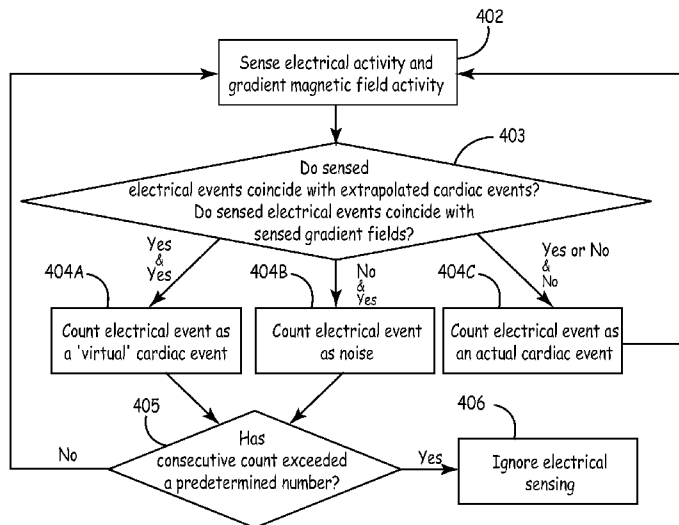 402
Sense electrical activity and
gradient magnetic field activity
403
Do sensed
electrical events coincide with extrapolated cardiac events?
Do sensed electrical events coincide with
sensed gradient fields?
Yes
&
Yes
No
&
Yes
Yes or No
&
No
404A
404B
404C
Count electrical event as
a 'virtual" cardiac event
Count electrical event
as noise
Count electrical event as
an actual cardiac event
405
Has
consecutive count exceeded
a predetermined number?
No
Yes
406
Ignore electrical
sensing